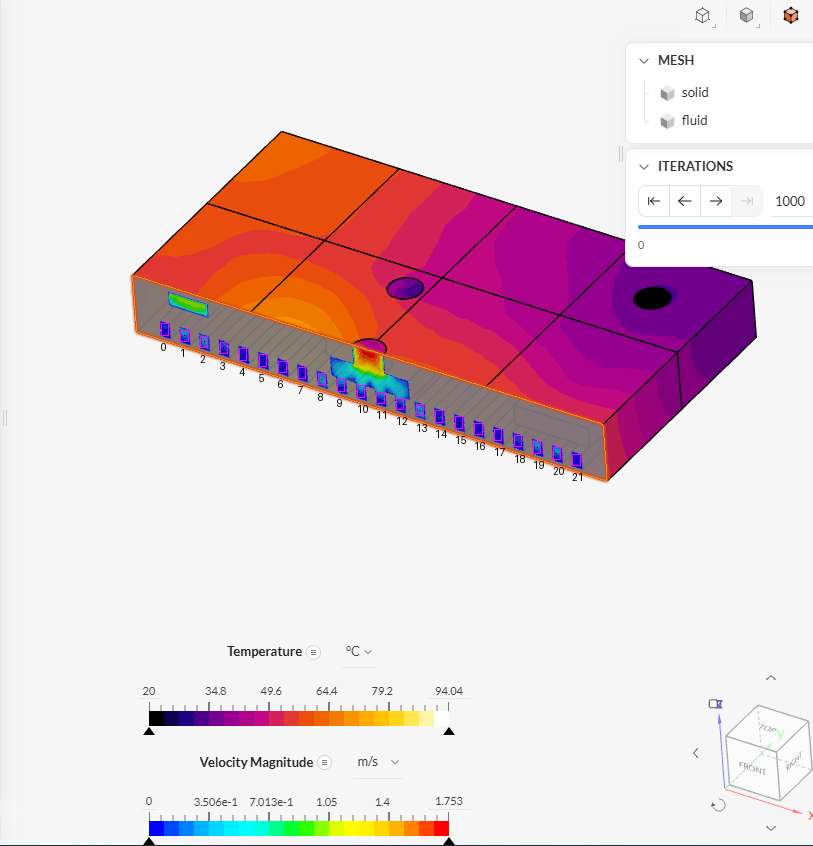 MESH
solid
fluid
ITERATIONS
1000
0
0
1
2
3
4
5
6
7
8
9
10
11
12
13
14
15
16
17
18
19
20
21
Temperature
°C
20 34.8 49.6 64.4 79.2 94.04
Velocity Magnitude
m/s
0 3.506e-1 7.013e-1 1.05 1.4 1.753
Z
TOP
Y
FRONT
RIGHT
X